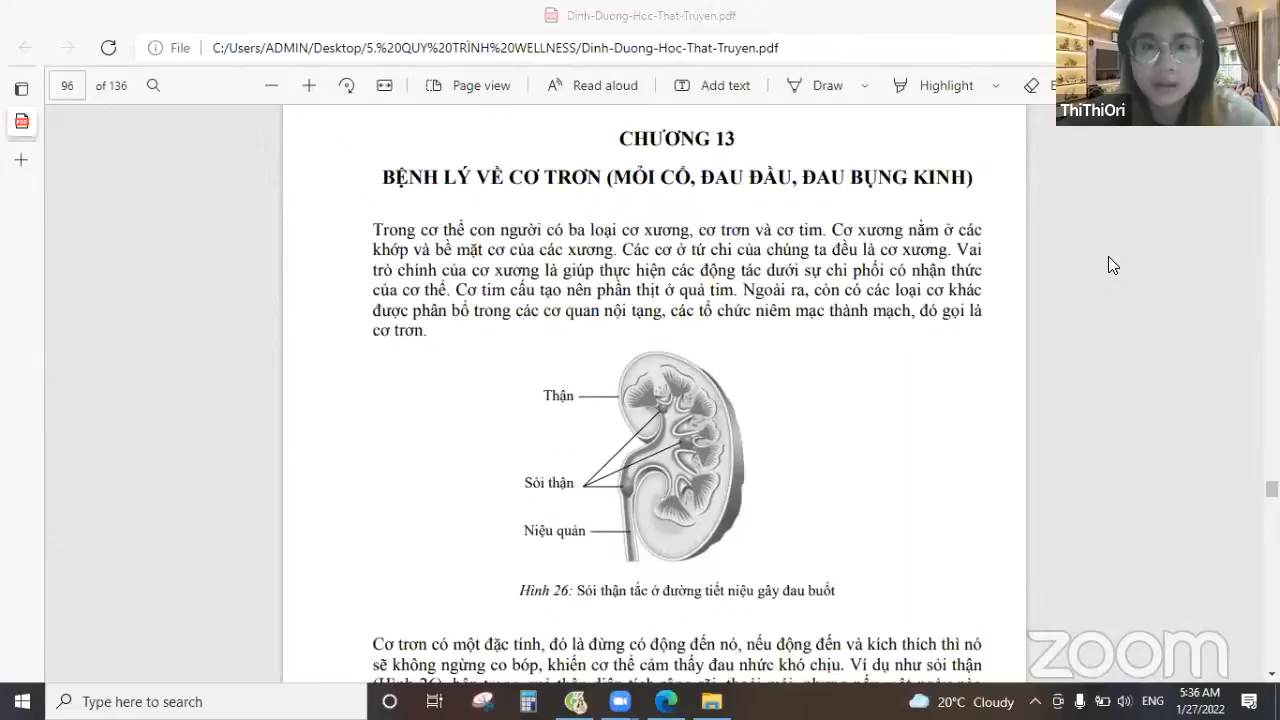 Dinh-Duong-Hoc-That-Truyen.pdf
File C:/Users/ADMIN/Desktop/5.%20QUY%20TRÌNH%20WELLNESS/Dinh-Duong-Hoc-That-Truyen.pdf
96 of 136 Page view Read aloud Add text Draw Highlight
ThiThiOri
CHƯƠNG 13
BỆNH LÝ VỀ CƠ TRƠN (MỎI CỔ, ĐAU ĐẦU, ĐAU BỤNG KINH)
Trong cơ thể con người có ba loại cơ xương, cơ trơn và cơ tim. Cơ xương nằm ở các
khớp và bề mặt cơ của các xương. Các cơ ở tứ chi của chúng ta đều là cơ xương. Vai
trò chính của cơ xương là giúp thực hiện các động tác dưới sự chi phối có nhận thức
của cơ thể. Cơ tim cấu tạo nên phần thịt ở quả tim. Ngoài ra, còn có các loại cơ khác
được phân bổ trong các cơ quan nội tạng, các tổ chức niêm mạc thành mạch, đó gọi là
cơ trơn.
Thận
Sỏi thận
Niệu quản
Hình 26: Sỏi thận tắc ở đường tiết niệu gây đau buốt
Cơ trơn có một đặc tính, đó là đừng có động đến nó, nếu động đến và kích thích thì nó
sẽ không ngừng co bóp, khiến cơ thể cảm thấy đau nhức khó chịu. Ví dụ như sỏi thận
zoom
Type here to search
20°C Cloudy ENG 5:36 AM
1/27/2022